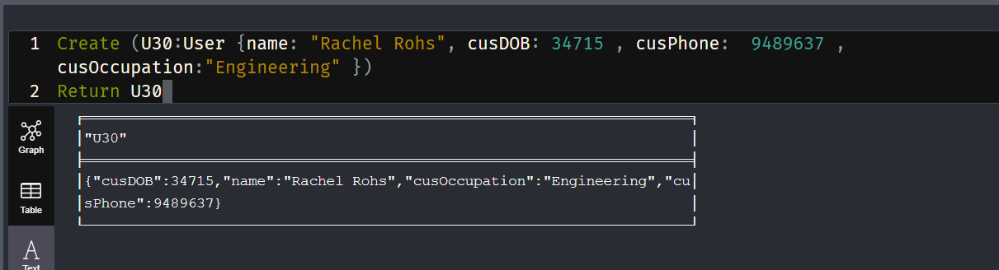 1 Create (U30:User {name: "Rachel Rohs", cusDOB: 34715 , cusPhone:  9489637 ,
cusOccupation:"Engineering" })
2 Return U30
"U30"
Graph
{"cusDOB":34715,"name":"Rachel Rohs","cusOccupation":"Engineering","cu
sPhone":9489637}
Table
A
Text